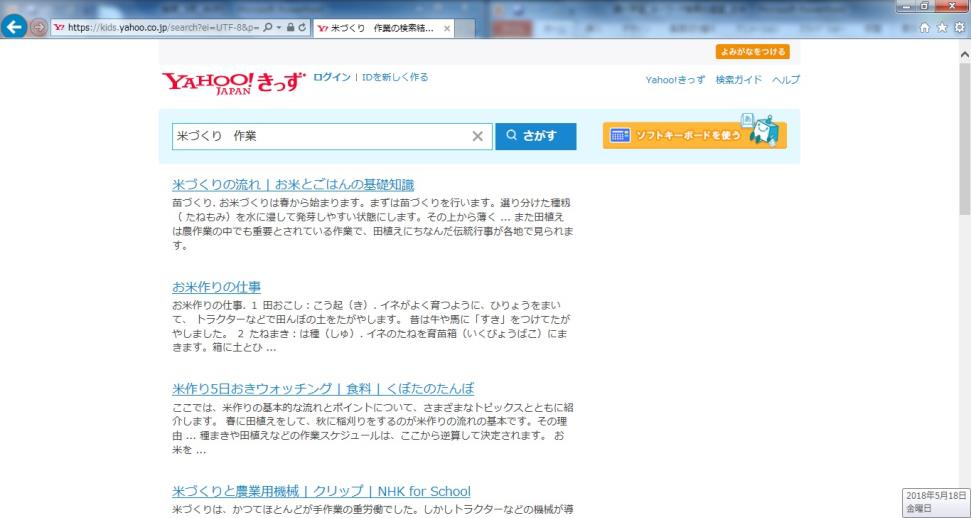 https://kids.yahoo.co.jp/search?ei=UTF-8&p=
米づくり　作業の検索結...
よみがなをつける
YAHOO! JAPAN きっず
ログイン | IDを新しく作る
Yahoo!きっず 検索ガイド ヘルプ
米づくり　作業
さがす
ソフトキーボードを使う
米づくりの流れ | お米とごはんの基礎知識
苗づくり. お米づくりは春から始まります。まずは苗づくりを行います。選り分けた種籾
（ たねもみ）を水に浸して発芽しやすい状態にします。その上から薄く ... また田植え
は農作業の中でも重要とされている作業で、田植えにちなんだ伝統行事が各地で見られま
す。
お米作りの仕事
お米作りの仕事. 1 田おこし : こう起（き）. イネがよく育つように、ひりょうをまい
て、 トラクターなどで田んぼの土をたがやします。 昔は牛や馬に「すき」をつけてたが
やしました。 2 たねまき : は種（しゅ）. イネのたねを育苗箱（いくびょうばこ）にま
きます。箱に土とひ ...
米作り5日おきウォッチング | 食料 | くぼたのたんぼ
ここでは、米作りの基本的な流れとポイントについて、さまざまなトピックスとともに紹
介します。 春に田植えをして、秋に稲刈りをするのが米作りの流れの基本です。その理
由 ... 種まきや田植えなどの作業スケジュールは、ここから逆算して決定されます。 お
米を ...
米づくりと農業用機械 | クリップ | NHK for School
米づくりは、かつてほとんどが手作業の重労働でした。しかしトラクターなどの機械が導
2018年5月18日
金曜日